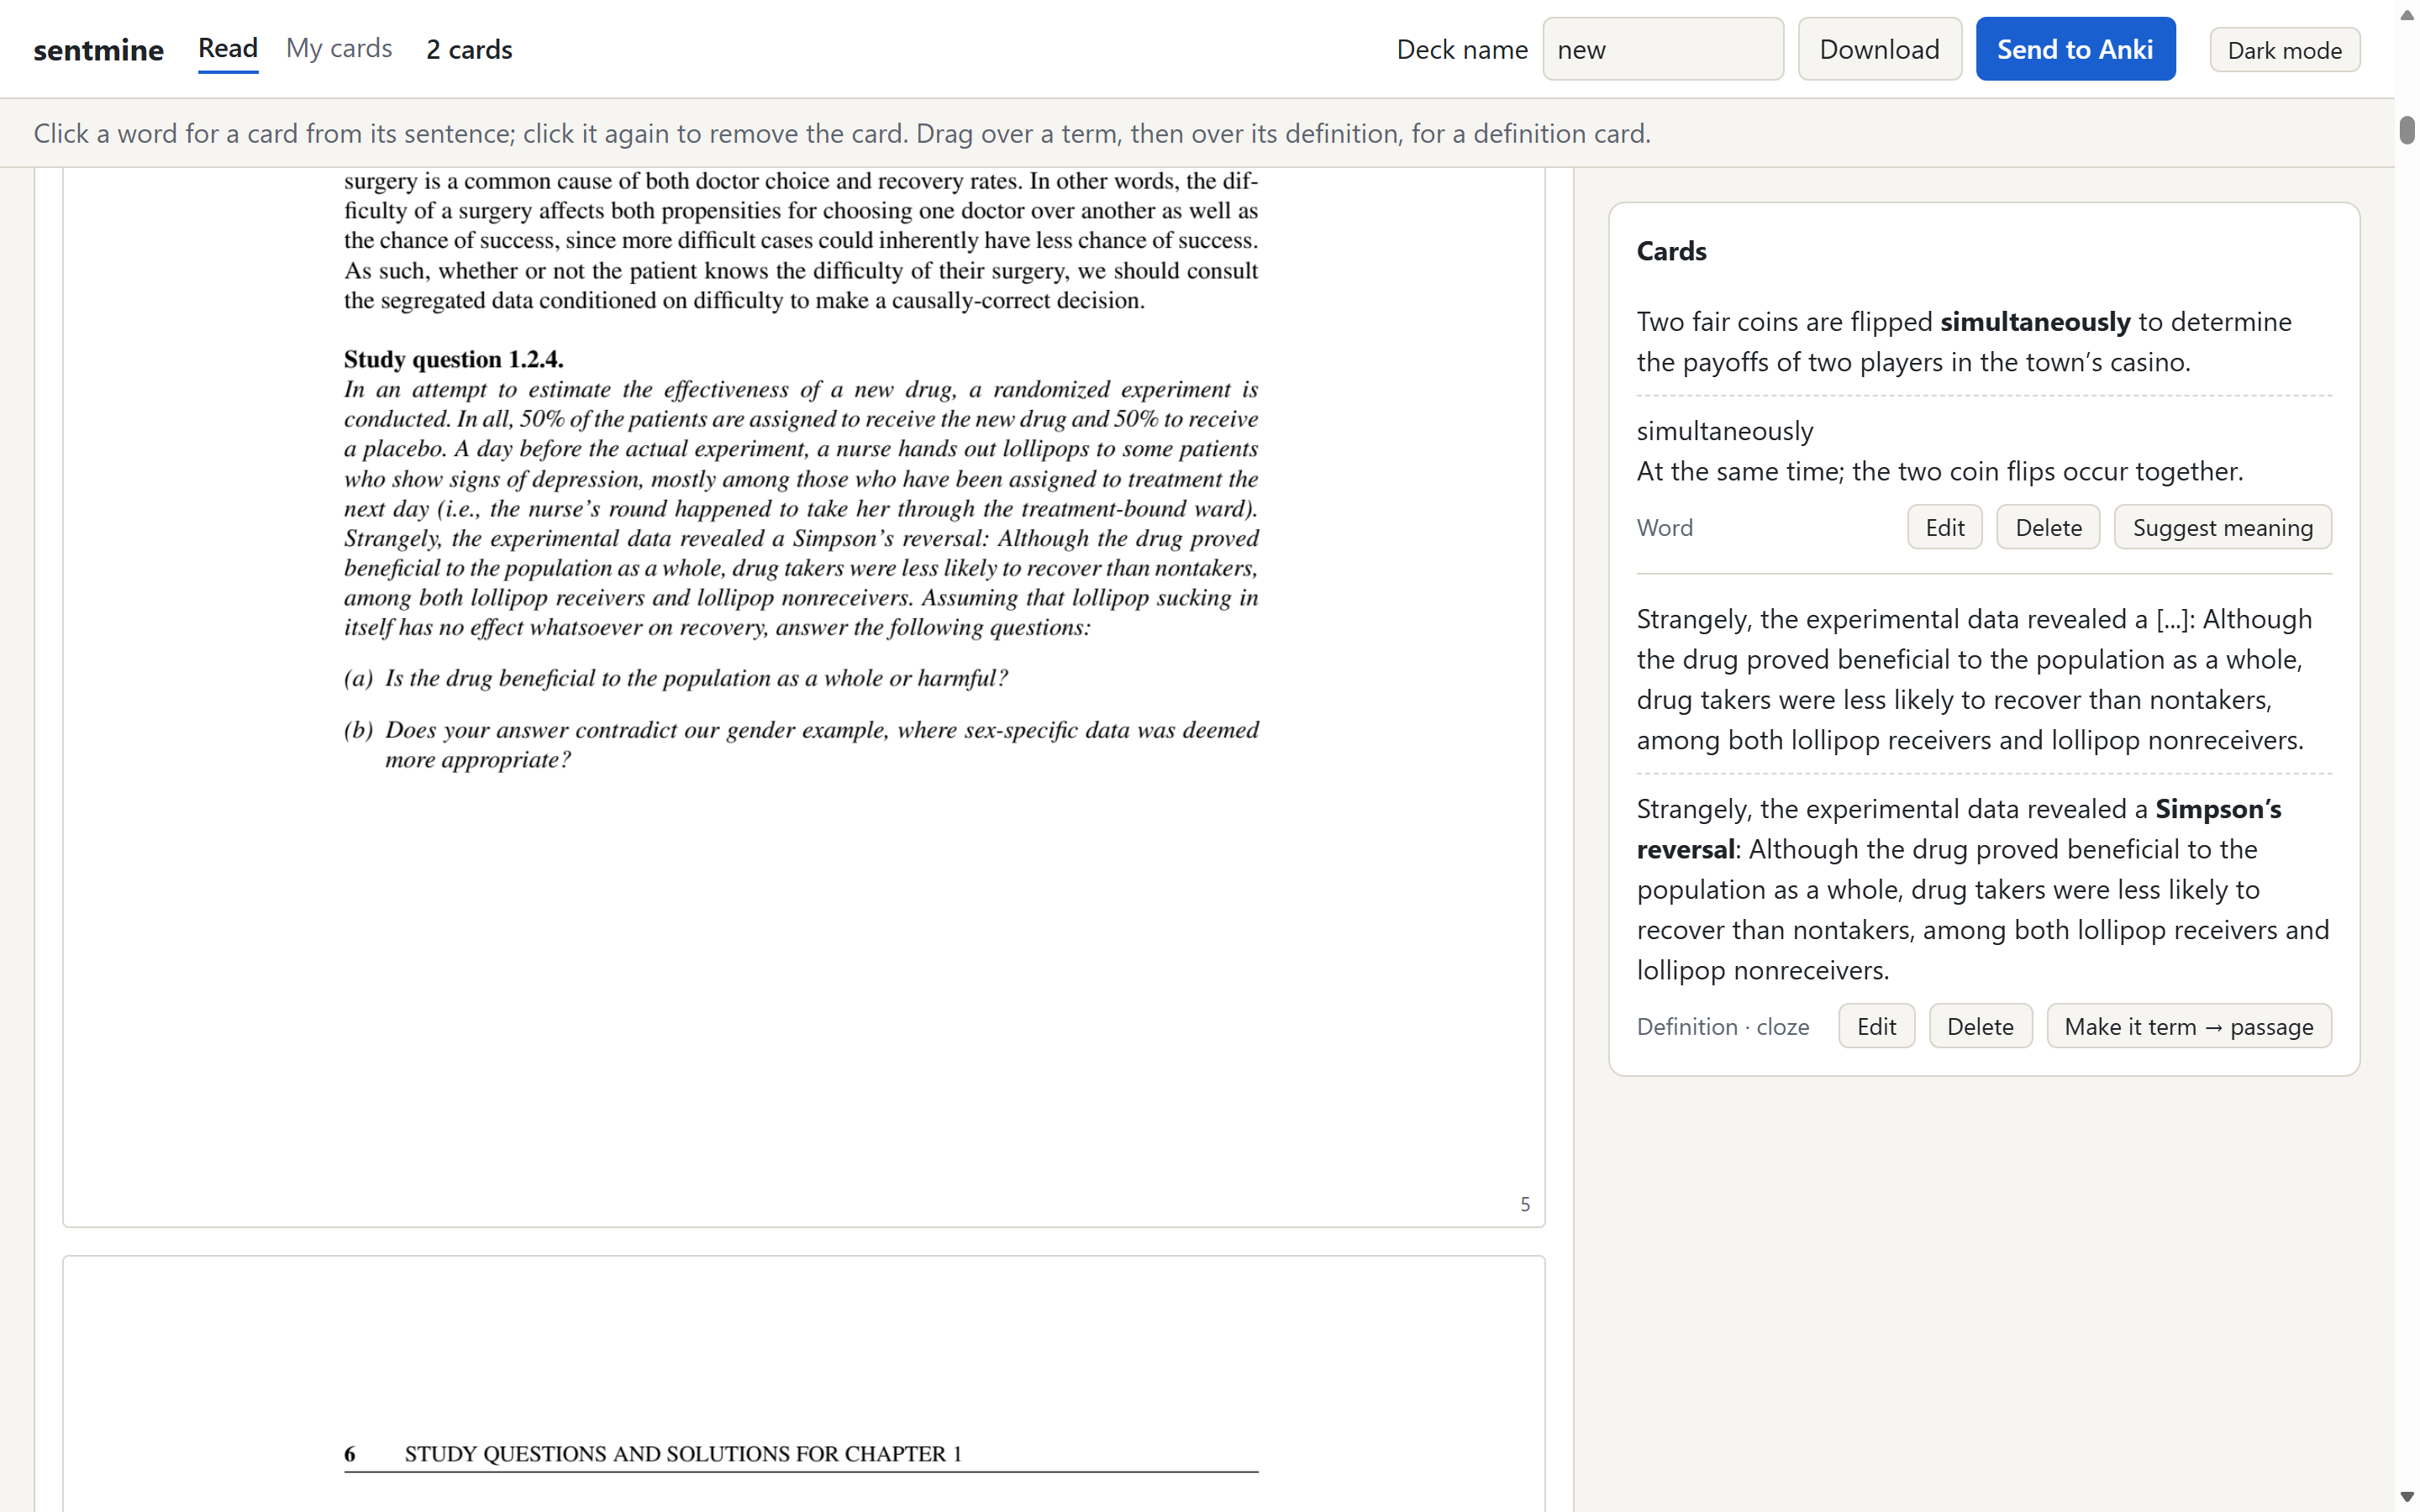 sentmine Read My cards 2 cards Deck name new Download Send to Anki Dark mode
Click a word for a card from its sentence; click it again to remove the card. Drag over a term, then over its definition, for a definition card.
surgery is a common cause of both doctor choice and recovery rates. In other words, the dif-
ficulty of a surgery affects both propensities for choosing one doctor over another as well as
the chance of success, since more difficult cases could inherently have less chance of success.
As such, whether or not the patient knows the difficulty of their surgery, we should consult
the segregated data conditioned on difficulty to make a causally-correct decision.
Study question 1.2.4.
In an attempt to estimate the effectiveness of a new drug, a randomized experiment is
conducted. In all, 50% of the patients are assigned to receive the new drug and 50% to receive
a placebo. A day before the actual experiment, a nurse hands out lollipops to some patients
who show signs of depression, mostly among those who have been assigned to treatment the
next day (i.e., the nurse's round happened to take her through the treatment-bound ward).
Strangely, the experimental data revealed a Simpson's reversal: Although the drug proved
beneficial to the population as a whole, drug takers were less likely to recover than nontakers,
among both lollipop receivers and lollipop nonreceivers. Assuming that lollipop sucking in
itself has no effect whatsoever on recovery, answer the following questions:
(a) Is the drug beneficial to the population as a whole or harmful?
(b) Does your answer contradict our gender example, where sex-specific data was deemed
more appropriate?
5
6 STUDY QUESTIONS AND SOLUTIONS FOR CHAPTER 1
Cards
Two fair coins are flipped simultaneously to determine
the payoffs of two players in the town's casino.
simultaneously
At the same time; the two coin flips occur together.
Word Edit Delete Suggest meaning
Strangely, the experimental data revealed a [...]: Although
the drug proved beneficial to the population as a whole,
drug takers were less likely to recover than nontakers,
among both lollipop receivers and lollipop nonreceivers.
Strangely, the experimental data revealed a Simpson's
reversal: Although the drug proved beneficial to the
population as a whole, drug takers were less likely to
recover than nontakers, among both lollipop receivers and
lollipop nonreceivers.
Definition · cloze Edit Delete Make it term → passage